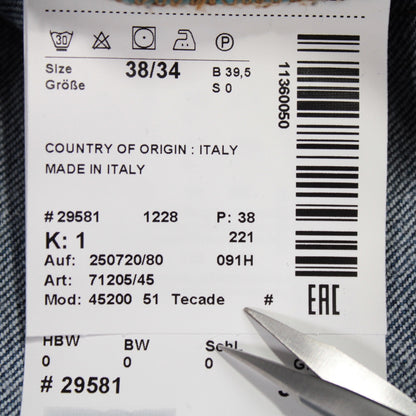 30 P
Size 38/34 B 39,5
Größe S 0
11360050
COUNTRY OF ORIGIN : ITALY
MADE IN ITALY
# 29581 1228 P: 38
K: 1 221
Auf: 250720/80 091H
Art: 71205/45
Mod: 45200 51 Tecade #
EAC
HBW BW Schl
0 0 0
# 29581